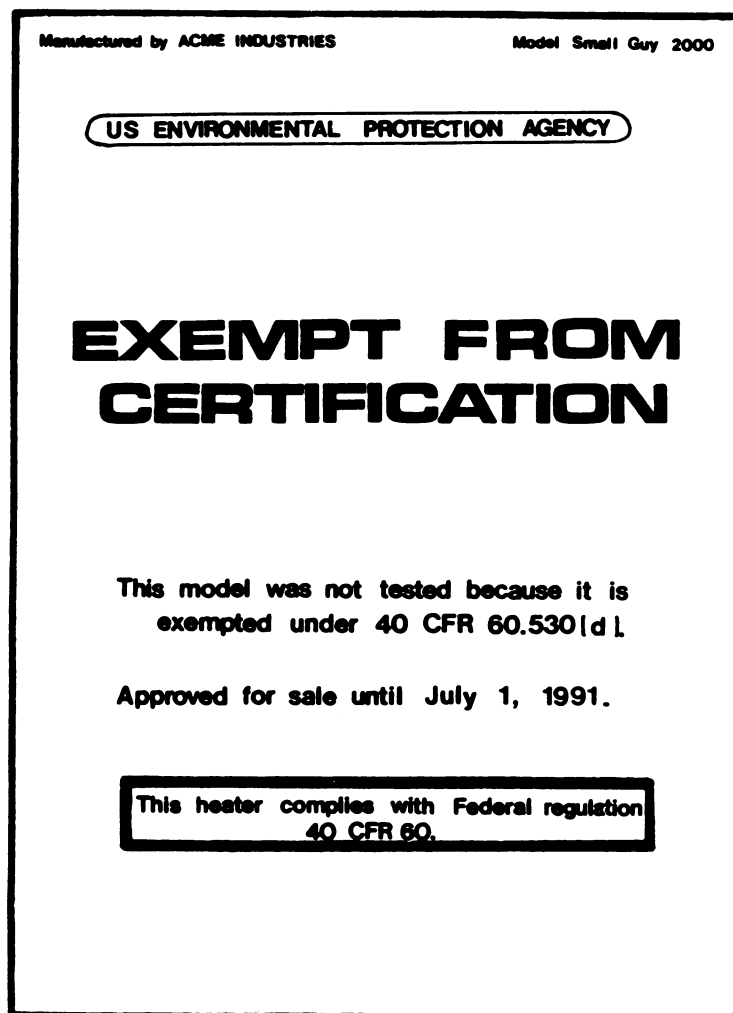 Manufactured by ACME INDUSTRIES
Model Small Guy 2000
US ENVIRONMENTAL PROTECTION AGENCY
EXEMPT FROM
CERTIFICATION
This model was not tested because it is
exempted under 40 CFR 60.530(d).
Approved for sale until July 1, 1991.
This heater complies with Federal regulation
40 CFR 60.